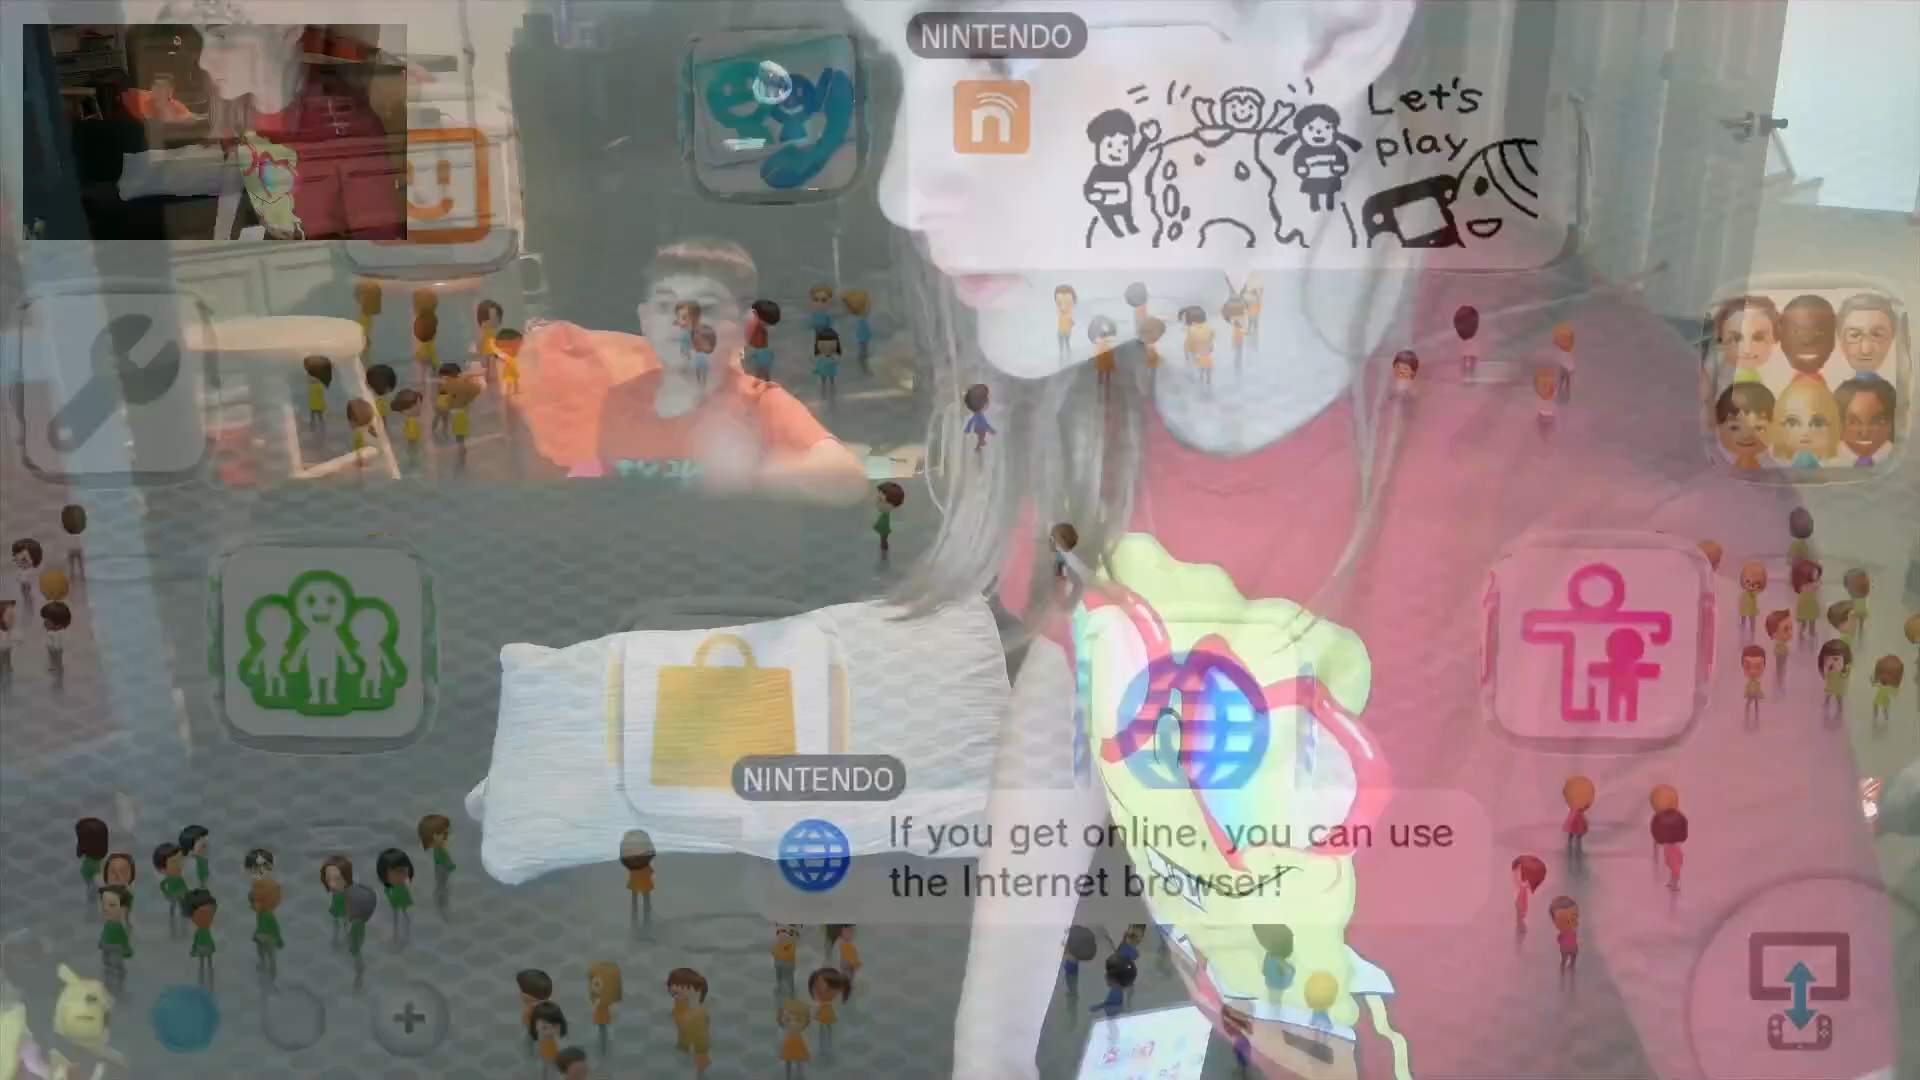 NINTENDO
Let's
play
NINTENDO
If you get online, you can use
the Internet browser!